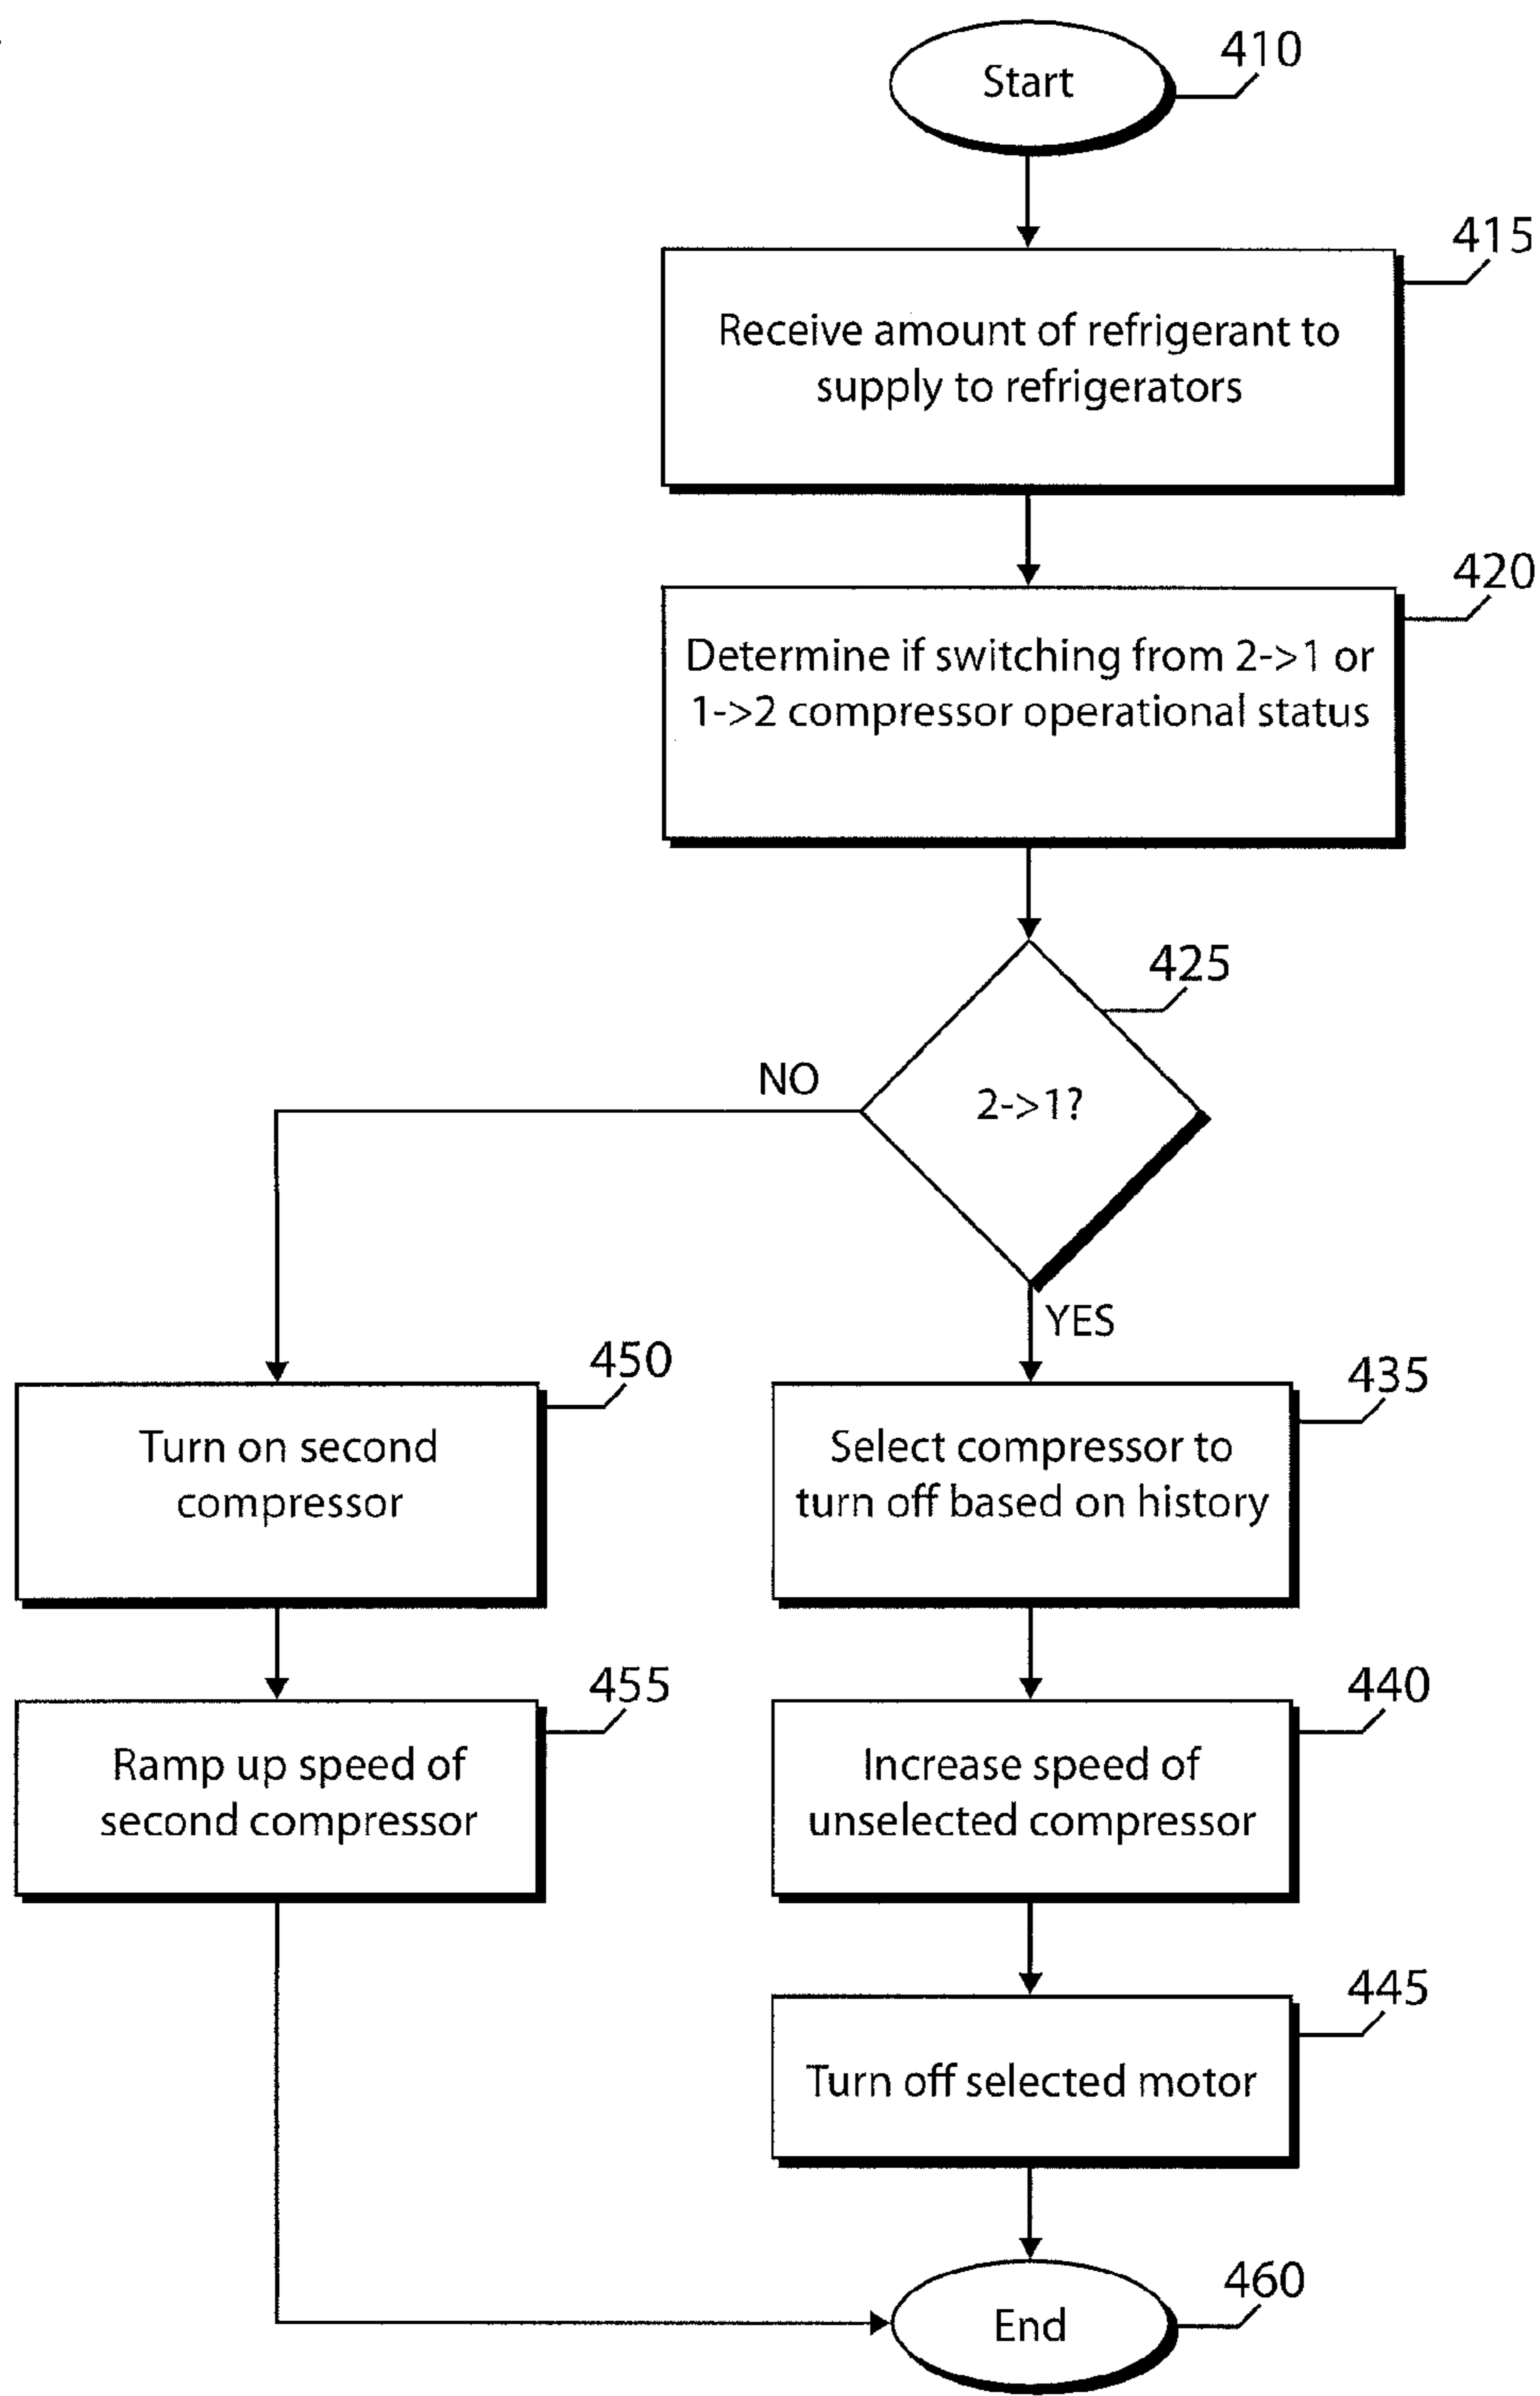 Start
410
Receive amount of refrigerant to
supply to refrigerators
415
Determine if switching from 2->1 or
1->2 compressor operational status
420
2->1?
425
NO
YES
Turn on second
compressor
450
Select compressor to
turn off based on history
435
Ramp up speed of
second compressor
455
Increase speed of
unselected compressor
440
Turn off selected motor
445
End
460